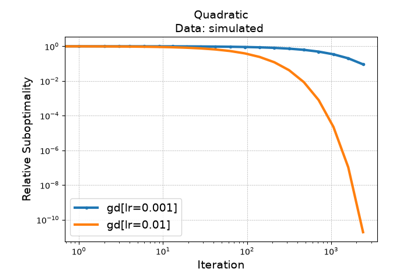 Quadratic
Data: simulated
Relative Suboptimality
10⁰
10⁻²
10⁻⁴
10⁻⁶
10⁻⁸
10⁻¹⁰
gd[lr=0.001]
gd[lr=0.01]
10⁰ 10¹ 10² 10³
Iteration